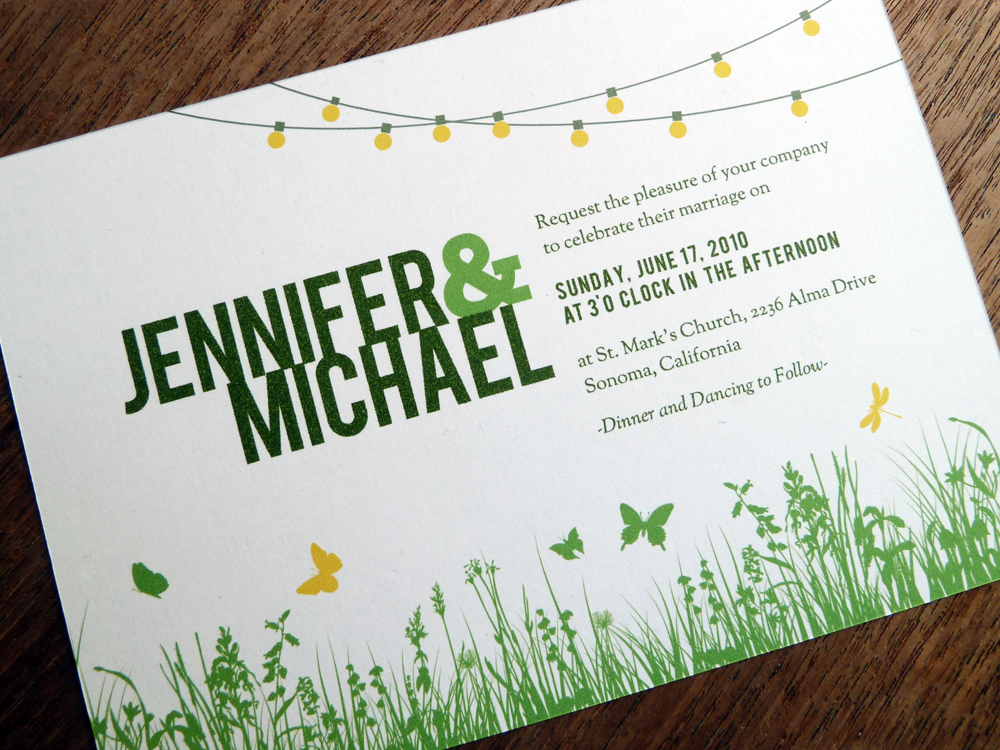 JENNIFER &
MICHAEL
Request the pleasure of your company
to celebrate their marriage on
SUNDAY, JUNE 17, 2010
AT 3'O CLOCK IN THE AFTERNOON
at St. Mark's Church, 2236 Alma Drive
Sonoma, California
-Dinner and Dancing to Follow-